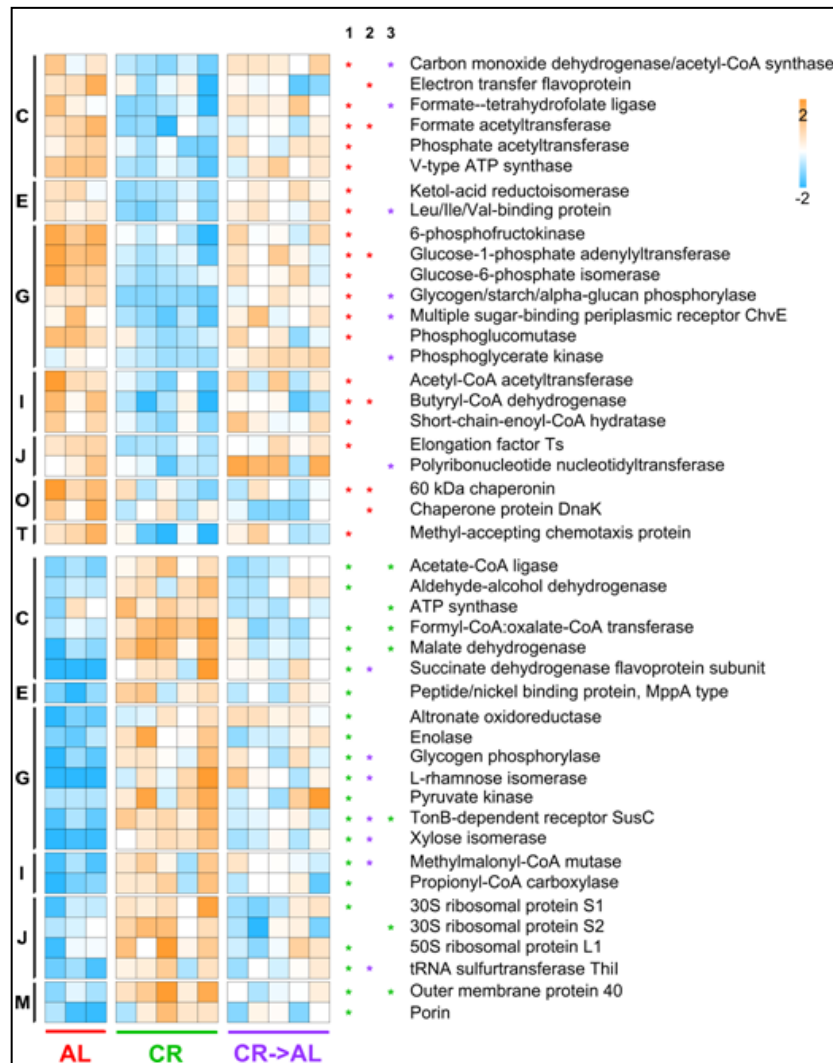 1 2 3
* * Carbon monoxide dehydrogenase/acetyl-CoA synthase
* Electron transfer flavoprotein
C * * Formate--tetrahydrofolate ligase
* * Formate acetyltransferase
* Phosphate acetyltransferase
* V-type ATP synthase
2
-2
E * Ketol-acid reductoisomerase
* * Leu/Ile/Val-binding protein
* 6-phosphofructokinase
* * Glucose-1-phosphate adenylyltransferase
* Glucose-6-phosphate isomerase
G * * Glycogen/starch/alpha-glucan phosphorylase
* * Multiple sugar-binding periplasmic receptor ChvE
* Phosphoglucomutase
* Phosphoglycerate kinase
* Acetyl-CoA acetyltransferase
I * * Butyryl-CoA dehydrogenase
* Short-chain-enoyl-CoA hydratase
J * Elongation factor Ts
* Polyribonucleotide nucleotidyltransferase
O * * 60 kDa chaperonin
* Chaperone protein DnaK
T * Methyl-accepting chemotaxis protein
* * Acetate-CoA ligase
* Aldehyde-alcohol dehydrogenase
C * ATP synthase
* * Formyl-CoA:oxalate-CoA transferase
* * Malate dehydrogenase
* * Succinate dehydrogenase flavoprotein subunit
E * Peptide/nickel binding protein, MppA type
* Altronate oxidoreductase
* Enolase
* * Glycogen phosphorylase
G * * L-rhamnose isomerase
* Pyruvate kinase
* * * TonB-dependent receptor SusC
* * Xylose isomerase
I * * Methylmalonyl-CoA mutase
* Propionyl-CoA carboxylase
* 30S ribosomal protein S1
J * 30S ribosomal protein S2
* 50S ribosomal protein L1
* * tRNA sulfurtransferase ThiI
M * * Outer membrane protein 40
* Porin
AL CR CR->AL